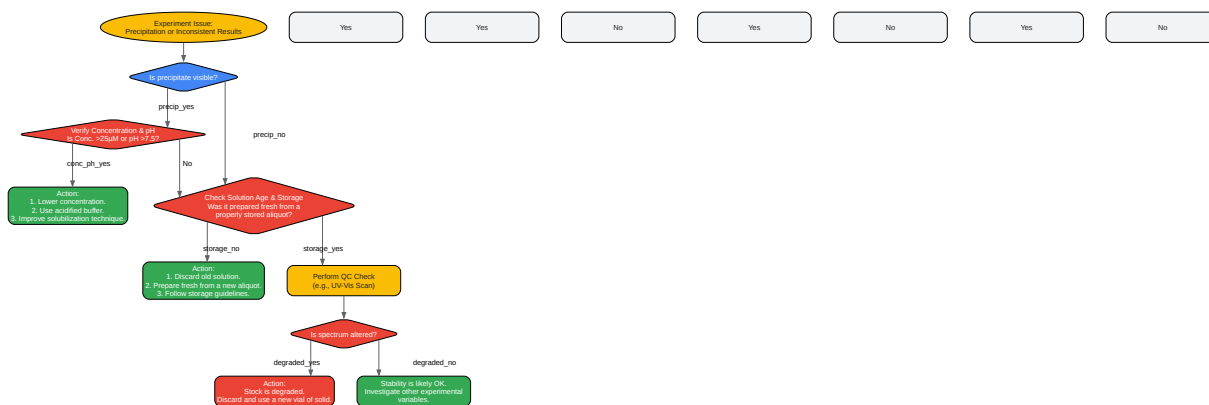 Experiment Issue:
Precipitation or Inconsistent Results
Yes
Yes
No
Yes
No
Yes
No
Is precipitate visible?
precip_yes
precip_no
Verify Concentration & pH
Is Conc. >25μM or pH >7.5?
conc_ph_yes
No
Action:
1. Lower concentration.
2. Use acidified buffer.
3. Improve solubilization technique.
Check Solution Age & Storage
Was it prepared fresh from a
properly stored aliquot?
storage_no
storage_yes
Action:
1. Discard old solution.
2. Prepare fresh from a new aliquot.
3. Follow storage guidelines.
Perform QC Check
(e.g., UV-Vis Scan)
Is spectrum altered?
degraded_yes
degraded_no
Action:
Stock is degraded.
Discard and use a new vial of solid.
Stability is likely OK.
Investigate other experimental
variables.